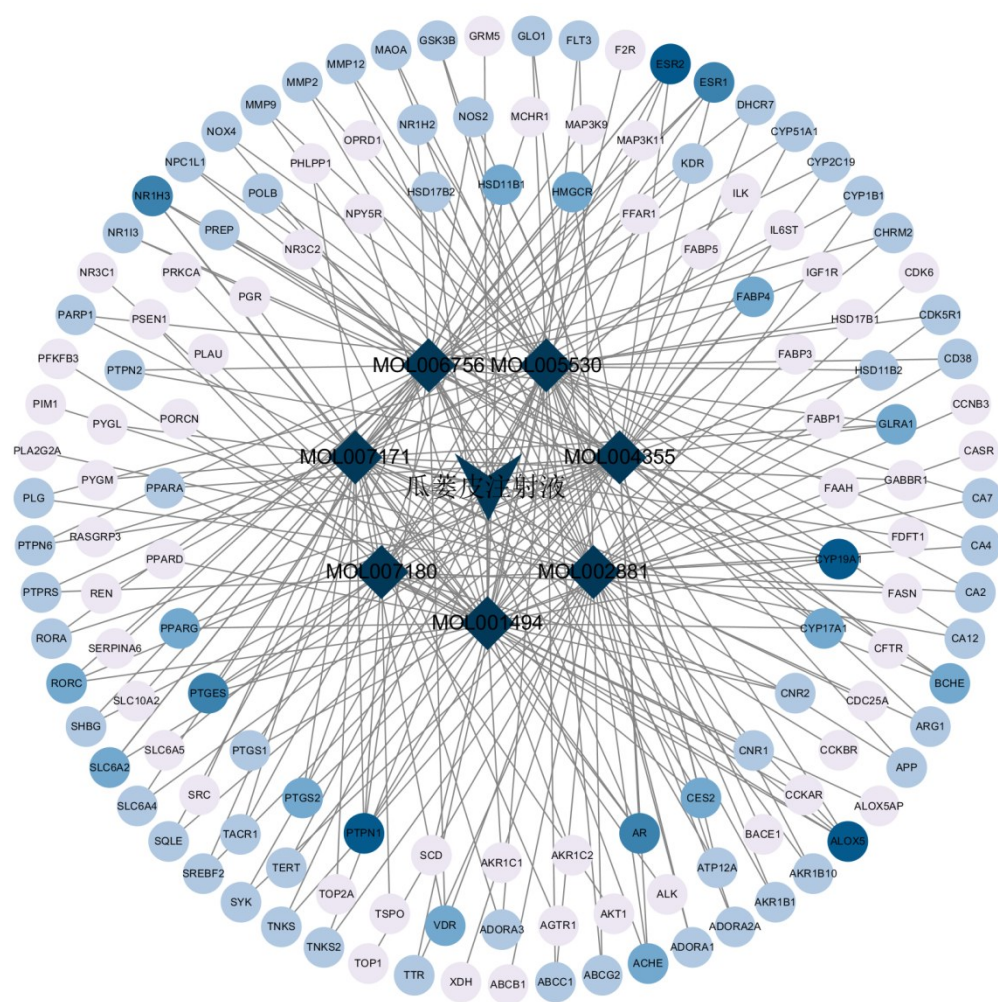 GRM5
GLO1
FLT3
F2R
GSK3B
MAOA
MMP12
MMP2
MMP9
NOX4
NPC1L1
NR1H3
NR1I3
NR3C1
PARP1
PFKFB3
PIM1
PLA2G2A
PLG
PTPN6
PTPRS
RORA
RORC
SHBG
SLC6A2
SLC6A4
SQLE
SREBF2
SYK
TNKS
TNKS2
TOP1
TTR
XDH
ABCB1
ABCC1
ABCG2
ACHE
ADORA1
ADORA2A
AKR1B1
AKR1B10
ALOX5
ALOX5AP
APP
ARG1
BCHE
CA12
CA2
CA4
CA7
CASR
CCNB3
CD38
CDK5R1
CDK6
CHRM2
CYP1B1
CYP2C19
CYP51A1
DHCR7
ESR1
ESR2
OPRD1
NR1H2
NOS2
MCHR1
MAP3K9
MAP3K11
KDR
ILK
IL6ST
IGF1R
HSD17B1
HSD11B2
GLRA1
GABBR1
FDFT1
FASN
CFTR
CDC25A
CCKBR
CCKAR
BACE1
ATP12A
ALK
AKT1
AGTR1
ADORA3
VDR
TSPO
TOP2A
TERT
TACR1
SRC
SLC6A5
SLC10A2
SERPINA6
REN
RASGRP3
PYGM
PYGL
PTPN2
PSEN1
PRKCA
PREP
POLB
PHLPP1
HSD17B2
HSD11B1
HMGCR
FFAR1
FABP5
FABP4
FABP3
FABP1
FAAH
CYP19A1
CYP17A1
CNR2
CNR1
CES2
AR
AKR1C2
AKR1C1
SCD
PTPN1
PTGS2
PTGS1
PTGES
PPARG
PPARD
PPARA
PORCN
PLAU
PGR
NR3C2
NPY5R
MOL006756
MOL005530
MOL007171
MOL004355
瓜蒌皮注射液
MOL007180
MOL002881
MOL001494